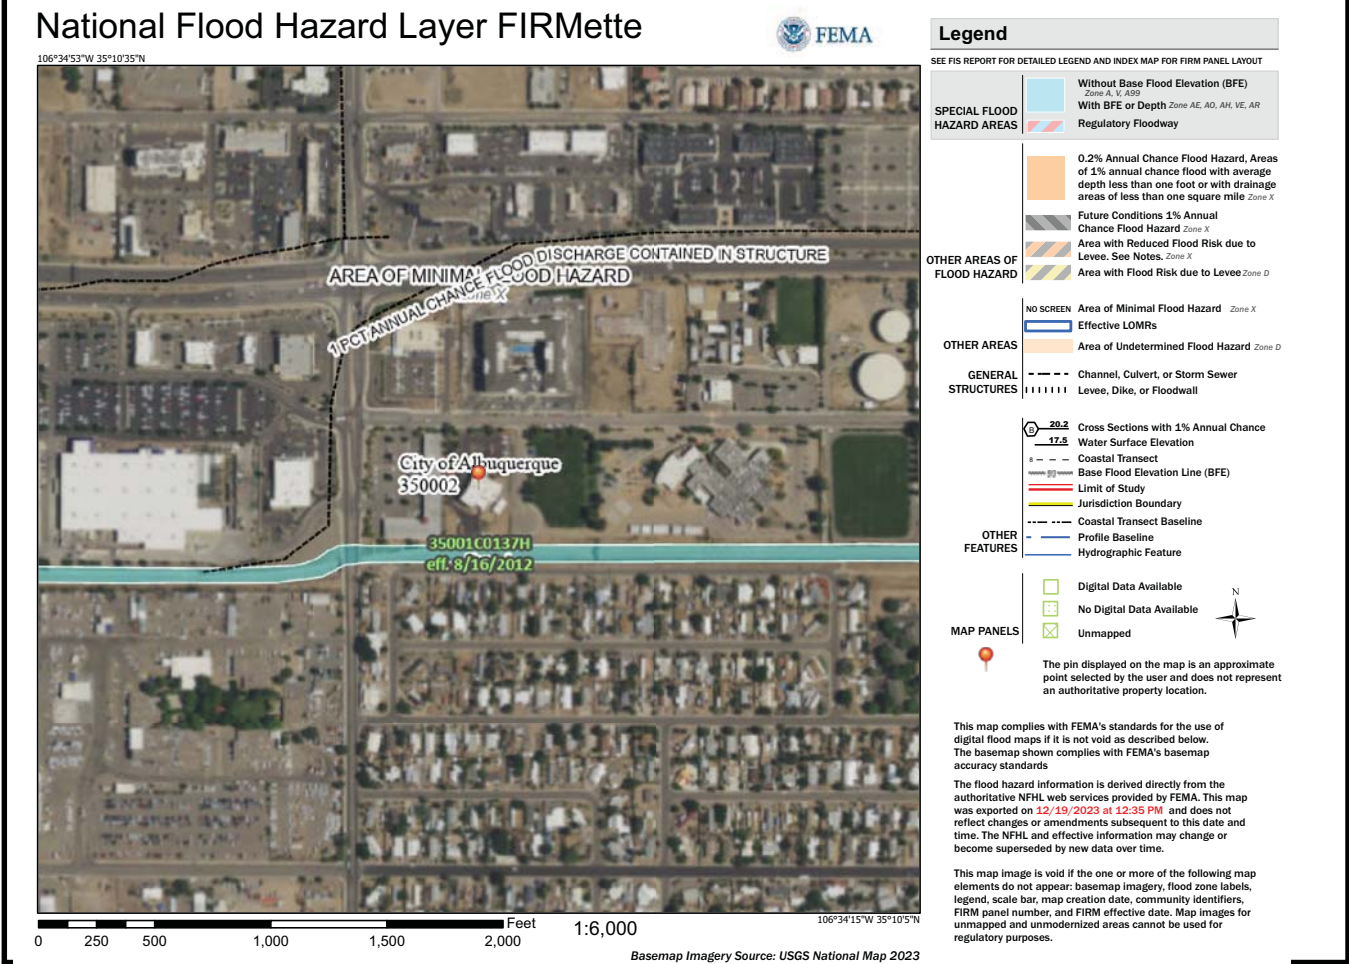 National Flood Hazard Layer FIRMette
FEMA
106°34'53"W 35°10'35"N
AREA OF MINIMAL FLOOD HAZARD
Zone X
1 PCT ANNUAL CHANCE FLOOD DISCHARGE CONTAINED IN STRUCTURE
City of Albuquerque
350002
35001C0137H
eff. 8/16/2012
0 250 500 1,000 1,500 2,000
Feet
1:6,000
106°34'15"W 35°10'5"N
Basemap Imagery Source: USGS National Map 2023
Legend
SEE FIS REPORT FOR DETAILED LEGEND AND INDEX MAP FOR FIRM PANEL LAYOUT
SPECIAL FLOOD
HAZARD AREAS
Without Base Flood Elevation (BFE)
Zone A, V, A99
With BFE or Depth Zone AE, AO, AH, VE, AR
Regulatory Floodway
0.2% Annual Chance Flood Hazard, Areas
of 1% annual chance flood with average
depth less than one foot or with drainage
areas of less than one square mile Zone X
Future Conditions 1% Annual
Chance Flood Hazard Zone X
Area with Reduced Flood Risk due to
Levee. See Notes. Zone X
Area with Flood Risk due to Levee Zone D
OTHER AREAS OF
FLOOD HAZARD
NO SCREEN Area of Minimal Flood Hazard Zone X
Effective LOMRs
OTHER AREAS
Area of Undetermined Flood Hazard Zone D
GENERAL
STRUCTURES
Channel, Culvert, or Storm Sewer
Levee, Dike, or Floodwall
B 20.2 Cross Sections with 1% Annual Chance
17.5 Water Surface Elevation
8 Coastal Transect
Base Flood Elevation Line (BFE)
Limit of Study
Jurisdiction Boundary
Coastal Transect Baseline
OTHER
FEATURES
Profile Baseline
Hydrographic Feature
Digital Data Available
No Digital Data Available
Unmapped
MAP PANELS
N
The pin displayed on the map is an approximate
point selected by the user and does not represent
an authoritative property location.
This map complies with FEMA's standards for the use of
digital flood maps if it is not void as described below.
The basemap shown complies with FEMA's basemap
accuracy standards
The flood hazard information is derived directly from the
authoritative NFHL web services provided by FEMA. This map
was exported on 12/19/2023 at 12:35 PM and does not
reflect changes or amendments subsequent to this date and
time. The NFHL and effective information may change or
become superseded by new data over time.
This map image is void if the one or more of the following map
elements do not appear: basemap imagery, flood zone labels,
legend, scale bar, map creation date, community identifiers,
FIRM panel number, and FIRM effective date. Map images for
unmapped and unmodernized areas cannot be used for
regulatory purposes.